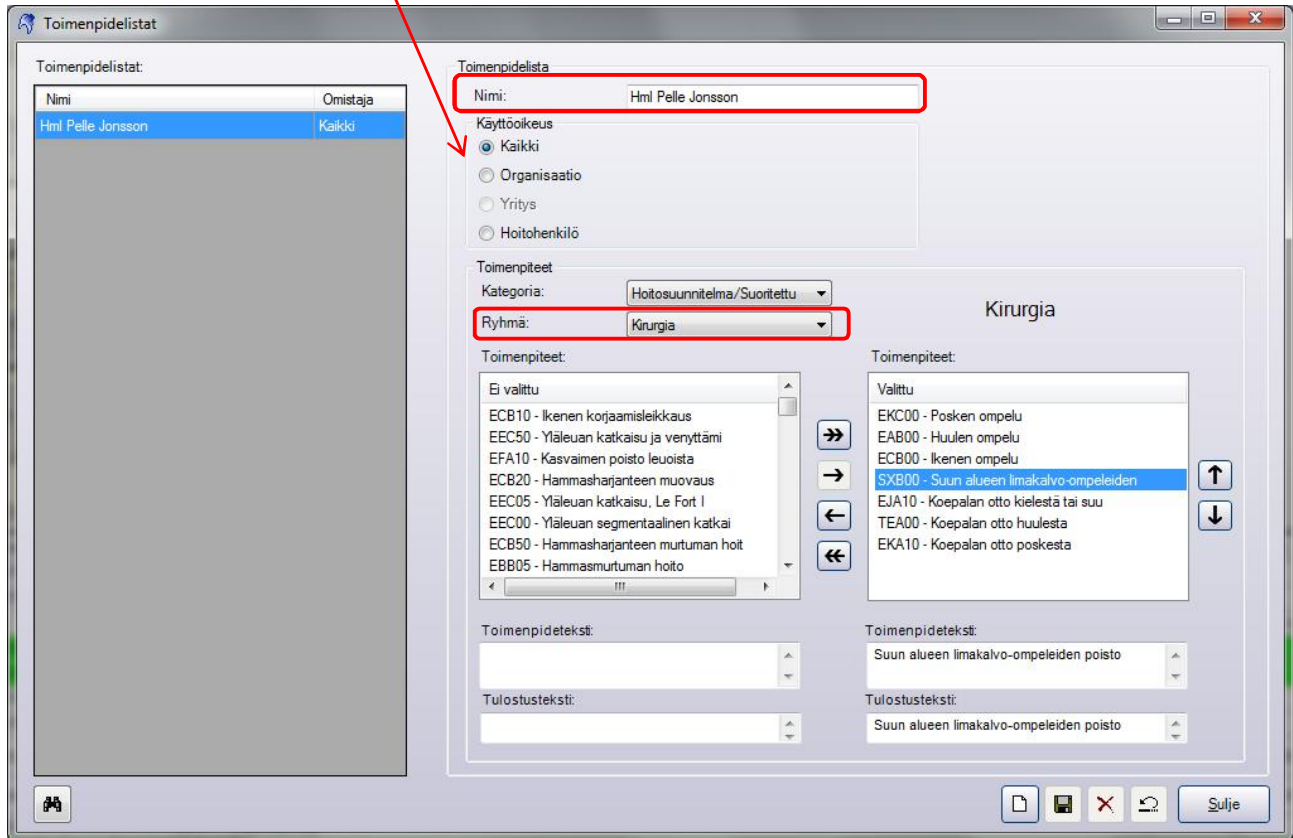 Toimenpidelistat
Toimenpidelistat:
Nimi Omistaja
Hml Pelle Jonsson Kaikki
Toimenpidelista
Nimi: Hml Pelle Jonsson
Käyttöoikeus
Kaikki
Organisaatio
Yritys
Hoitohenkilö
Toimenpiteet
Kategoria: Hoitosuunnitelma/Suoritettu
Ryhmä: Kirurgia
Kirurgia
Toimenpiteet:
Ei valittu
ECB10 - Ikenen korjaamisleikkaus
EEC50 - Yläleuan katkaisu ja venyttämi
EFA10 - Kasvaimen poisto leuoista
ECB20 - Hammasharjanteen muovaus
EEC05 - Yläleuan katkaisu, Le Fort I
EEC00 - Yläleuan segmentaalinen katkai
ECB50 - Hammasharjanteen murtuman hoit
EBB05 - Hammasmurtuman hoito
Toimenpiteet:
Valittu
EKC00 - Posken ompelu
EAB00 - Huulen ompelu
ECB00 - Ikenen ompelu
SXB00 - Suun alueen limakalvo-ompeleiden
EJA10 - Koepalan otto kielestä tai suu
TEA00 - Koepalan otto huulesta
EKA10 - Koepalan otto poskesta
Toimenpideteksti:
Tulostusteksti:
Toimenpideteksti:
Suun alueen limakalvo-ompeleiden poisto
Tulostusteksti:
Suun alueen limakalvo-ompeleiden poisto
Sulje